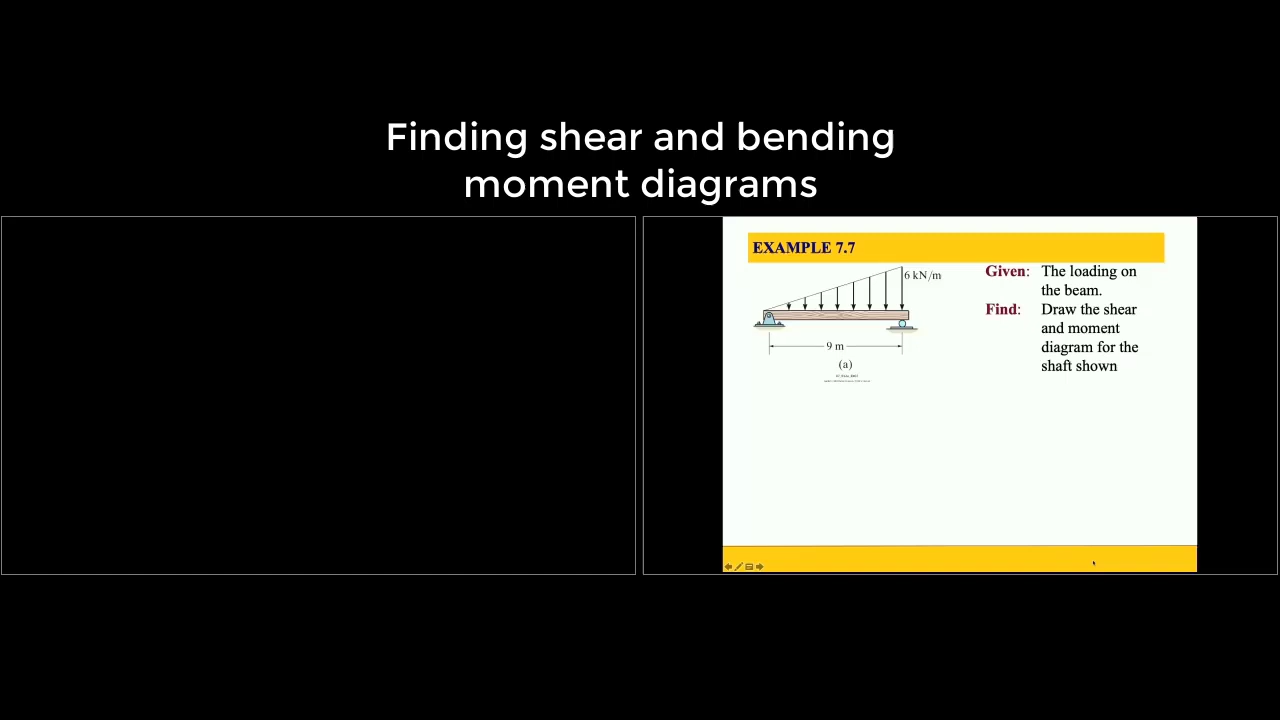 Finding shear and bending
moment diagrams
EXAMPLE 7.7
6 kN/m
9 m
(a)
Given: The loading on
the beam.
Find: Draw the shear
and moment
diagram for the
shaft shown